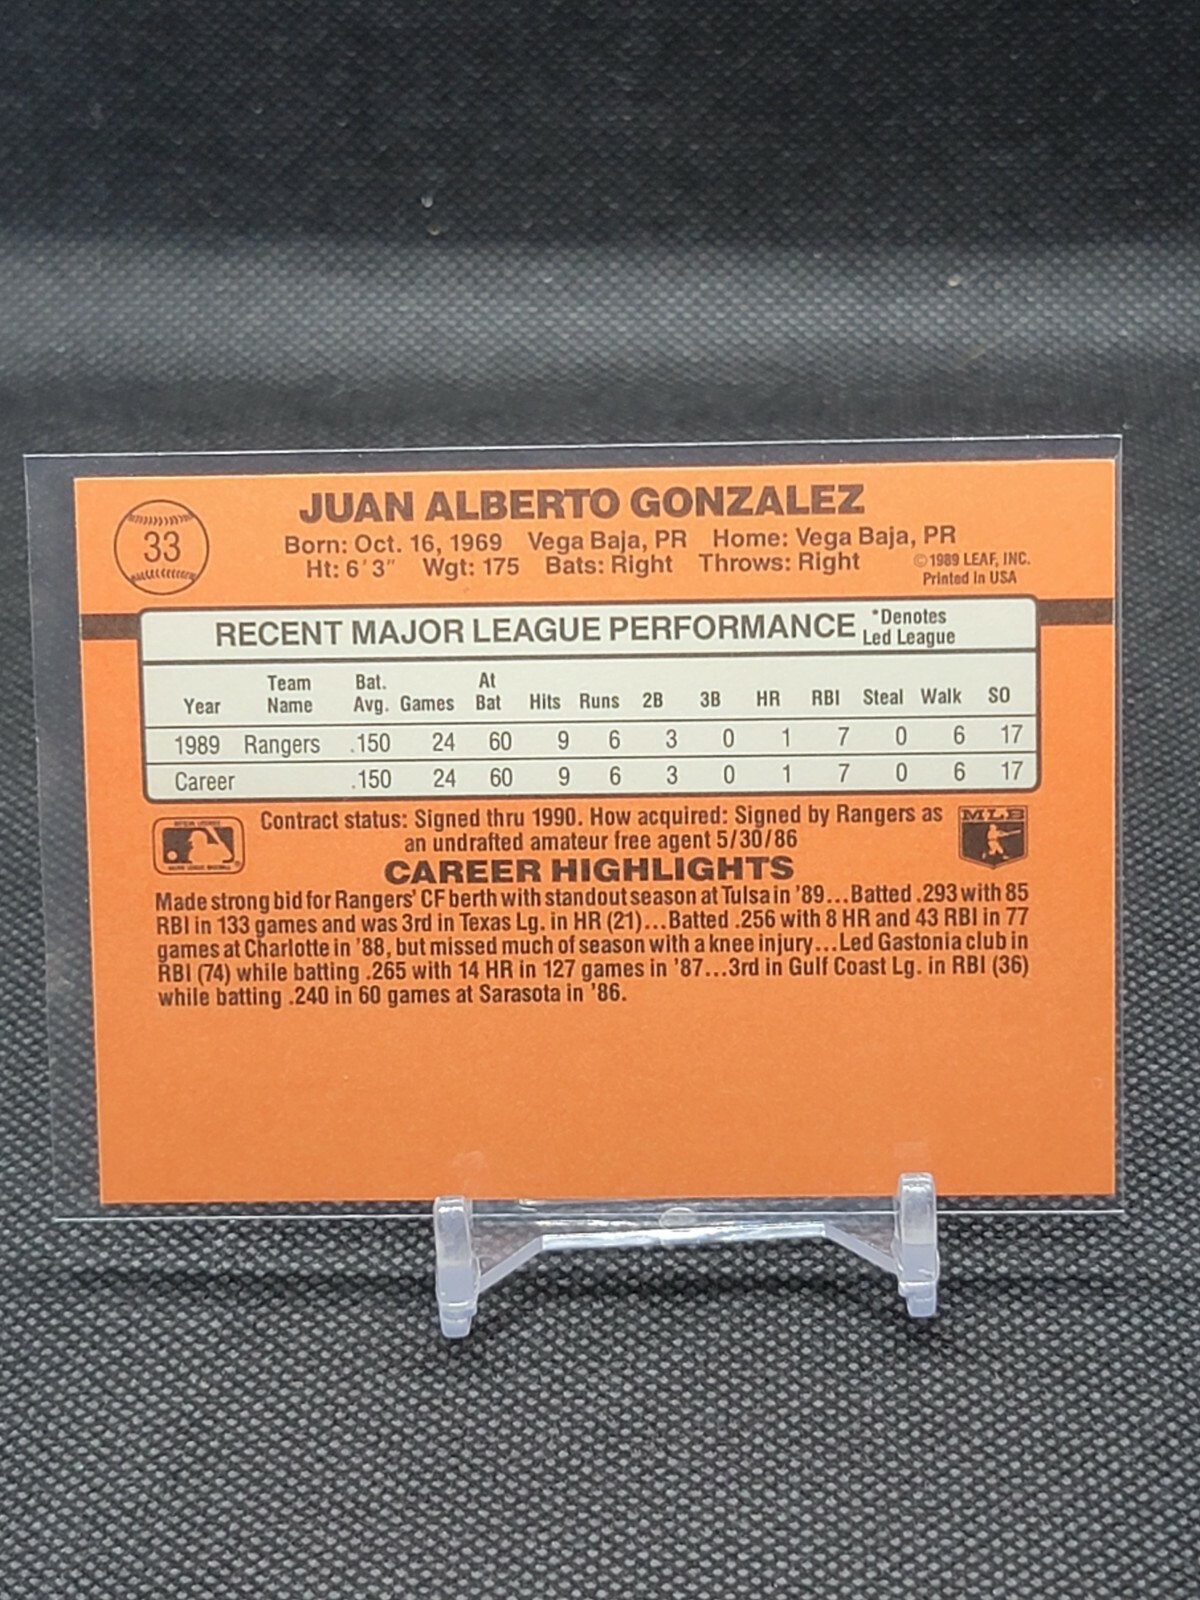 JUAN ALBERTO GONZALEZ
33
Born: Oct. 16, 1969 Vega Baja, PR Home: Vega Baja, PR
Ht: 6' 3" Wgt: 175 Bats: Right Throws: Right
©1989 LEAF, INC.
Printed in USA
RECENT MAJOR LEAGUE PERFORMANCE
*Denotes
Led League
Year Team Name Bat. Avg. Games At Bat Hits Runs 2B 3B HR RBI Steal Walk SO
1989 Rangers .150 24 60 9 6 3 0 1 7 0 6 17
Career .150 24 60 9 6 3 0 1 7 0 6 17
Contract status: Signed thru 1990. How acquired: Signed by Rangers as
an undrafted amateur free agent 5/30/86
MLB
CAREER HIGHLIGHTS
Made strong bid for Rangers' CF berth with standout season at Tulsa in '89...Batted .293 with 85
RBI in 133 games and was 3rd in Texas Lg. in HR (21)...Batted .256 with 8 HR and 43 RBI in 77
games at Charlotte in '88, but missed much of season with a knee injury...Led Gastonia club in
RBI (74) while batting .265 with 14 HR in 127 games in '87...3rd in Gulf Coast Lg. in RBI (36)
while batting .240 in 60 games at Sarasota in '86.